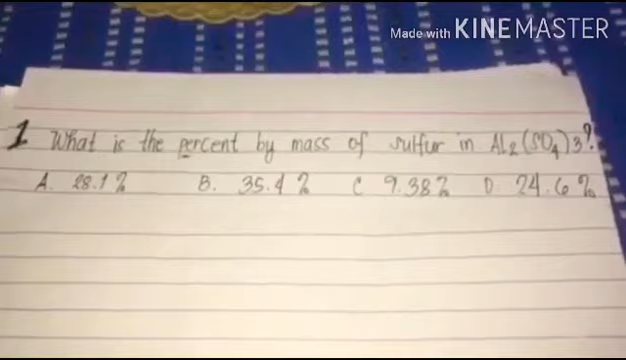 Made with KINEMASTER
1 What is the percent by mass of sulfur in Al2(SO4)3?
A. 28.1% B. 35.4% C 9.38% D. 24.6%